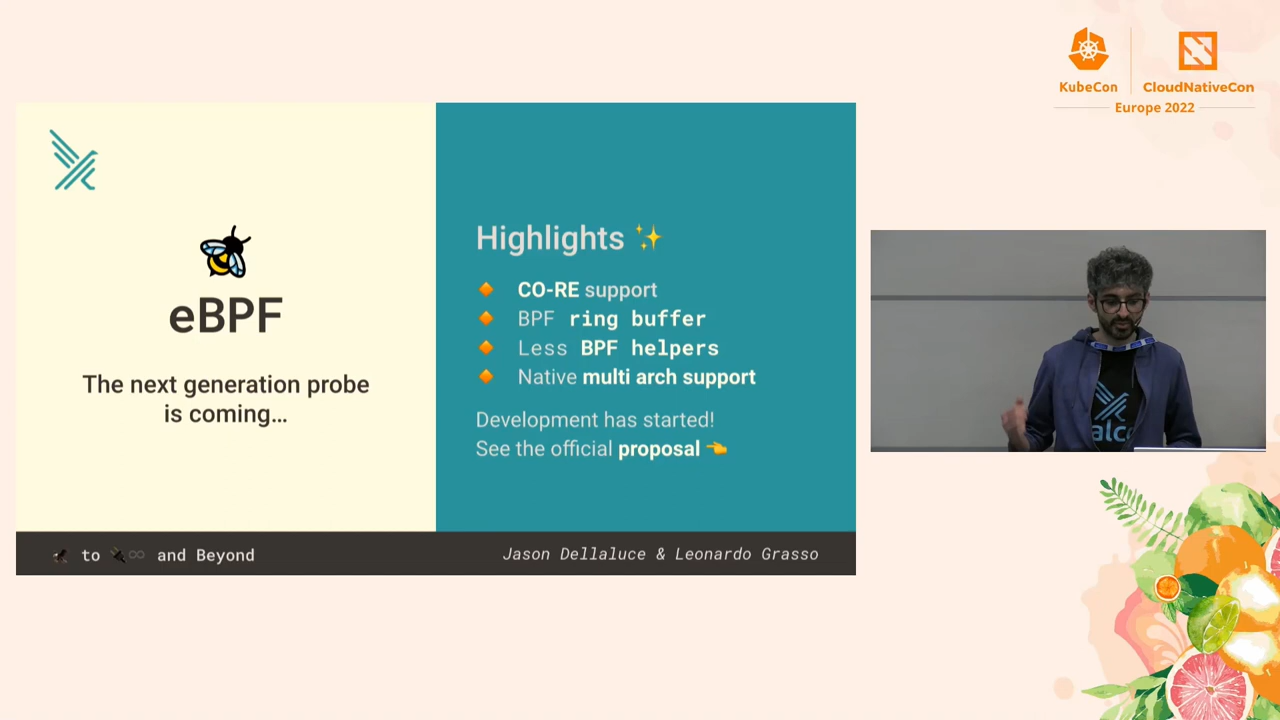 KubeCon
CloudNativeCon
Europe 2022
eBPF
The next generation probe
is coming...
Highlights ✨
CO-RE support
BPF ring buffer
Less BPF helpers
Native multi arch support
Development has started!
See the official proposal 👈
to and Beyond
Jason Dellaluce & Leonardo Grasso
alc